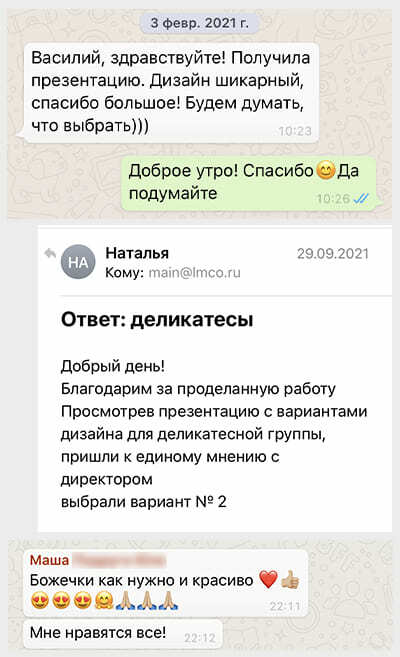 3 февр. 2021 г.
Василий, здравствуйте! Получила
презентацию. Дизайн шикарный,
спасибо большое! Будем думать,
что выбрать)))
10:23
Доброе утро! Спасибо😊Да
подумайте
10:26
НА
Наталья
29.09.2021
Кому: main@lmco.ru
Ответ: деликатесы
Добрый день!
Благодарим за проделанную работу
Просмотрев презентацию с вариантами
дизайна для деликатесной группы,
пришли к единому мнению с
директором
выбрали вариант № 2
Маша
Божечки как нужно и красиво ❤️👍🏼
😍😍😍🤗🙏🏼🙏🏼🙏🏼
22:11
Мне нравятся все!
22:12